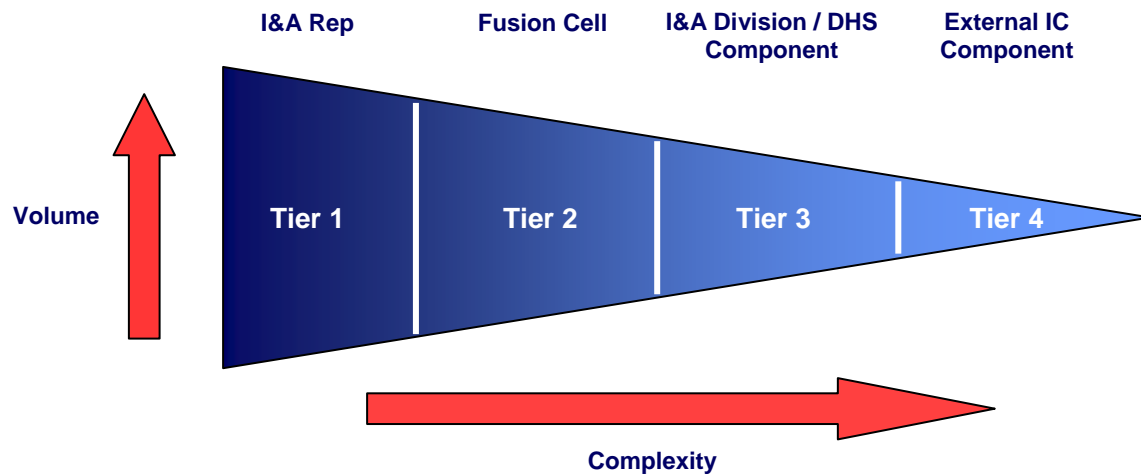 I&A Rep
Fusion Cell
I&A Division / DHS
Component
External IC
Component
Volume
Tier 1
Tier 2
Tier 3
Tier 4
Complexity